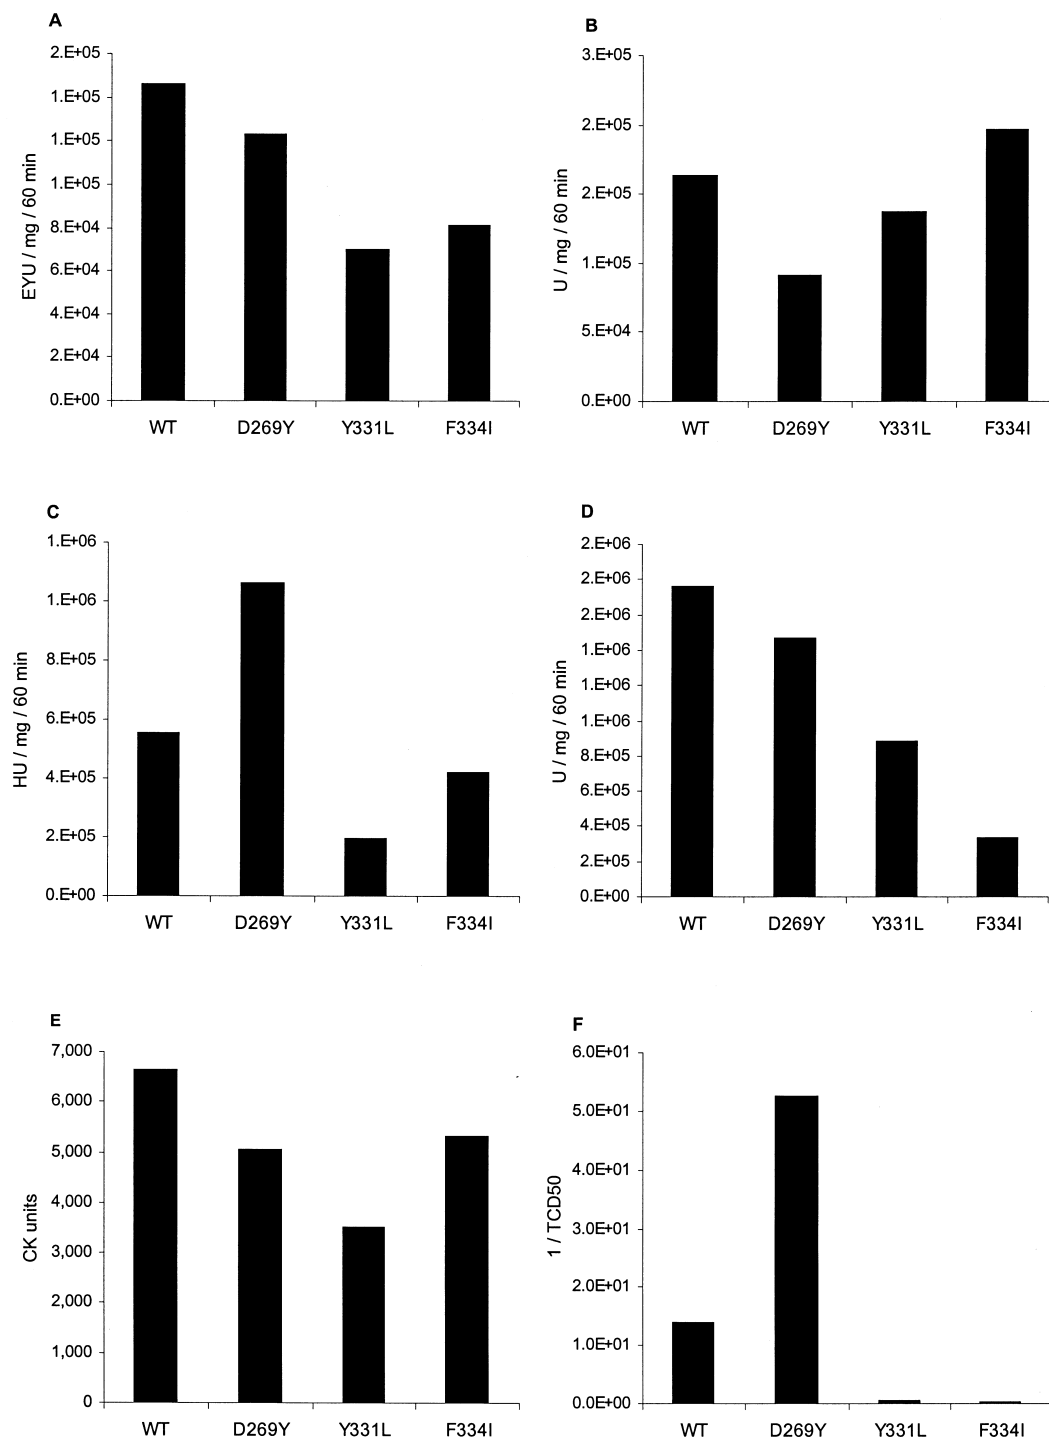 A
2.E+05
1.E+05
1.E+05
1.E+05
8.E+04
6.E+04
4.E+04
2.E+04
0.E+00
EYU / mg / 60 min
WT D269Y Y331L F334I
B
3.E+05
2.E+05
2.E+05
1.E+05
5.E+04
0.E+00
U / mg / 60 min
WT D269Y Y331L F334I
C
1.E+06
1.E+06
8.E+05
6.E+05
4.E+05
2.E+05
0.E+00
HU / mg / 60 min
WT D269Y Y331L F334I
D
2.E+06
2.E+06
2.E+06
1.E+06
1.E+06
1.E+06
8.E+05
6.E+05
4.E+05
2.E+05
0.E+00
U / mg / 60 min
WT D269Y Y331L F334I
E
7,000
6,000
5,000
4,000
3,000
2,000
1,000
0
CK units
WT D269Y Y331L F334I
F
6.0E+01
5.0E+01
4.0E+01
3.0E+01
2.0E+01
1.0E+01
0.0E+00
1 / TCD50
WT D269Y Y331L F334I